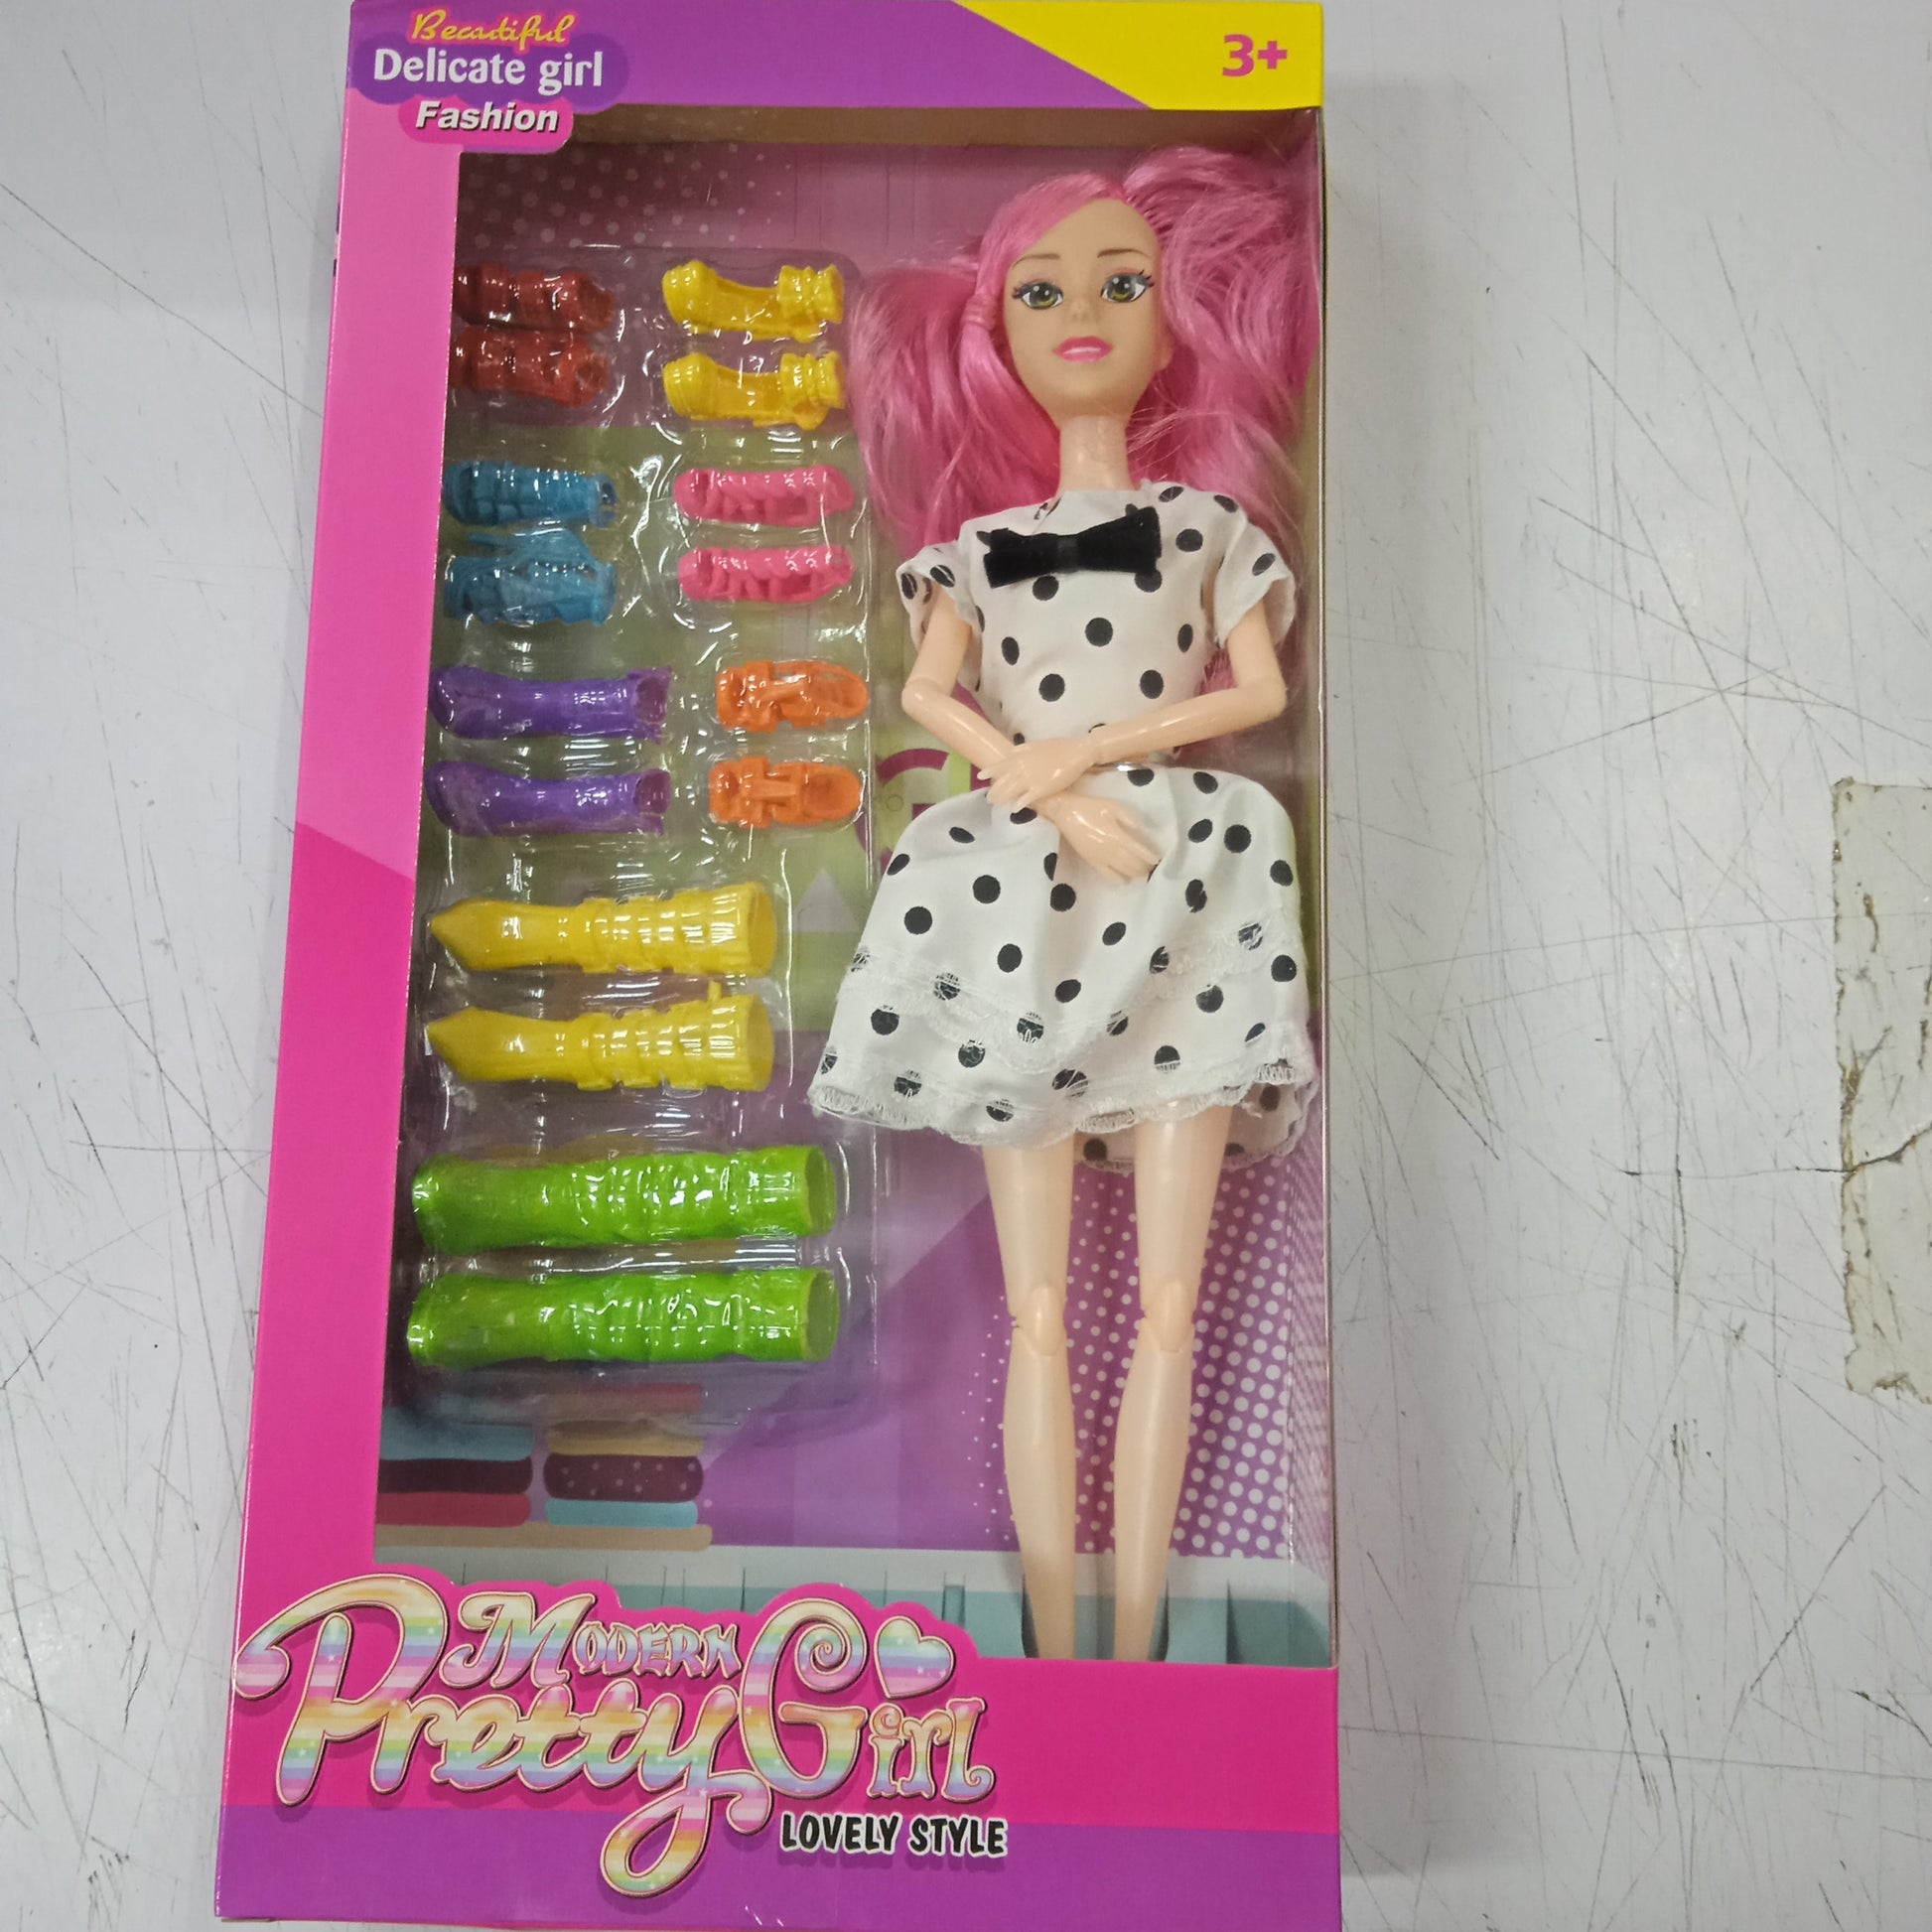 Beautiful
Delicate girl
Fashion
3+
MODERN
Pretty Girl
LOVELY STYLE